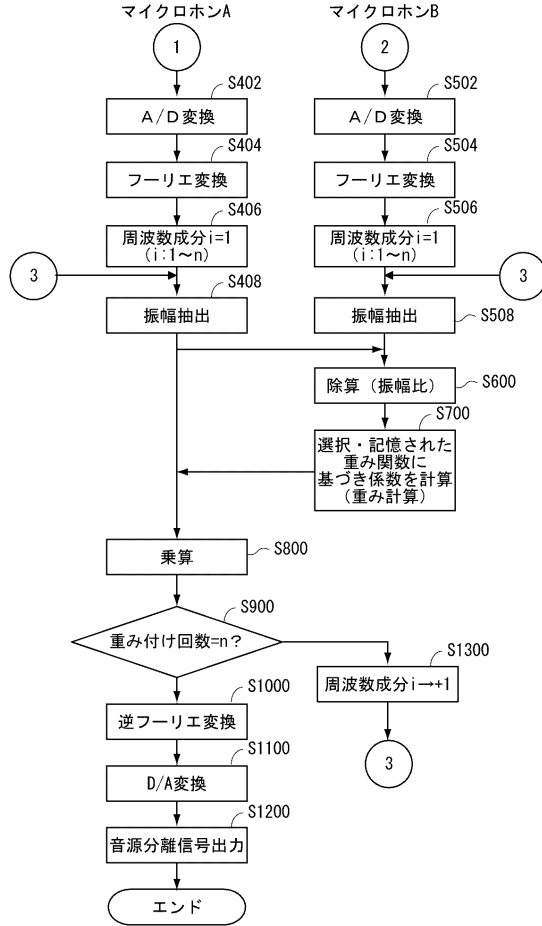 マイクロホンA
マイクロホンB
1
2
S402
S502
A/D変換
A/D変換
S404
S504
フーリエ変換
フーリエ変換
S406
S506
周波数成分i=1
(i:1~n)
周波数成分i=1
(i:1~n)
3
3
S408
振幅抽出
振幅抽出
S508
除算(振幅比)
S600
S700
選択・記憶された
重み関数に
基づき係数を計算
(重み計算)
乗算
S800
S900
重み付け回数=n?
S1300
周波数成分i→+1
S1000
逆フーリエ変換
3
S1100
D/A変換
S1200
音源分離信号出力
エンド